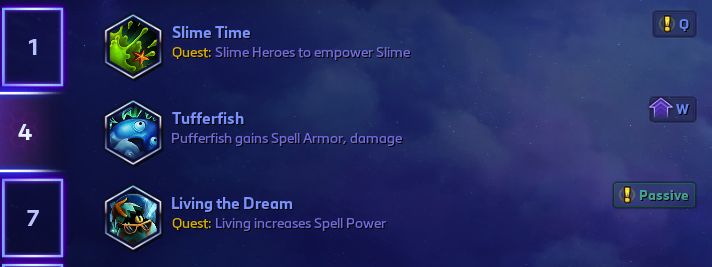 1
Slime Time
Quest: Slime Heroes to empower Slime
Q
4
Tufferfish
Pufferfish gains Spell Armor, damage
W
7
Living the Dream
Quest: Living increases Spell Power
Passive